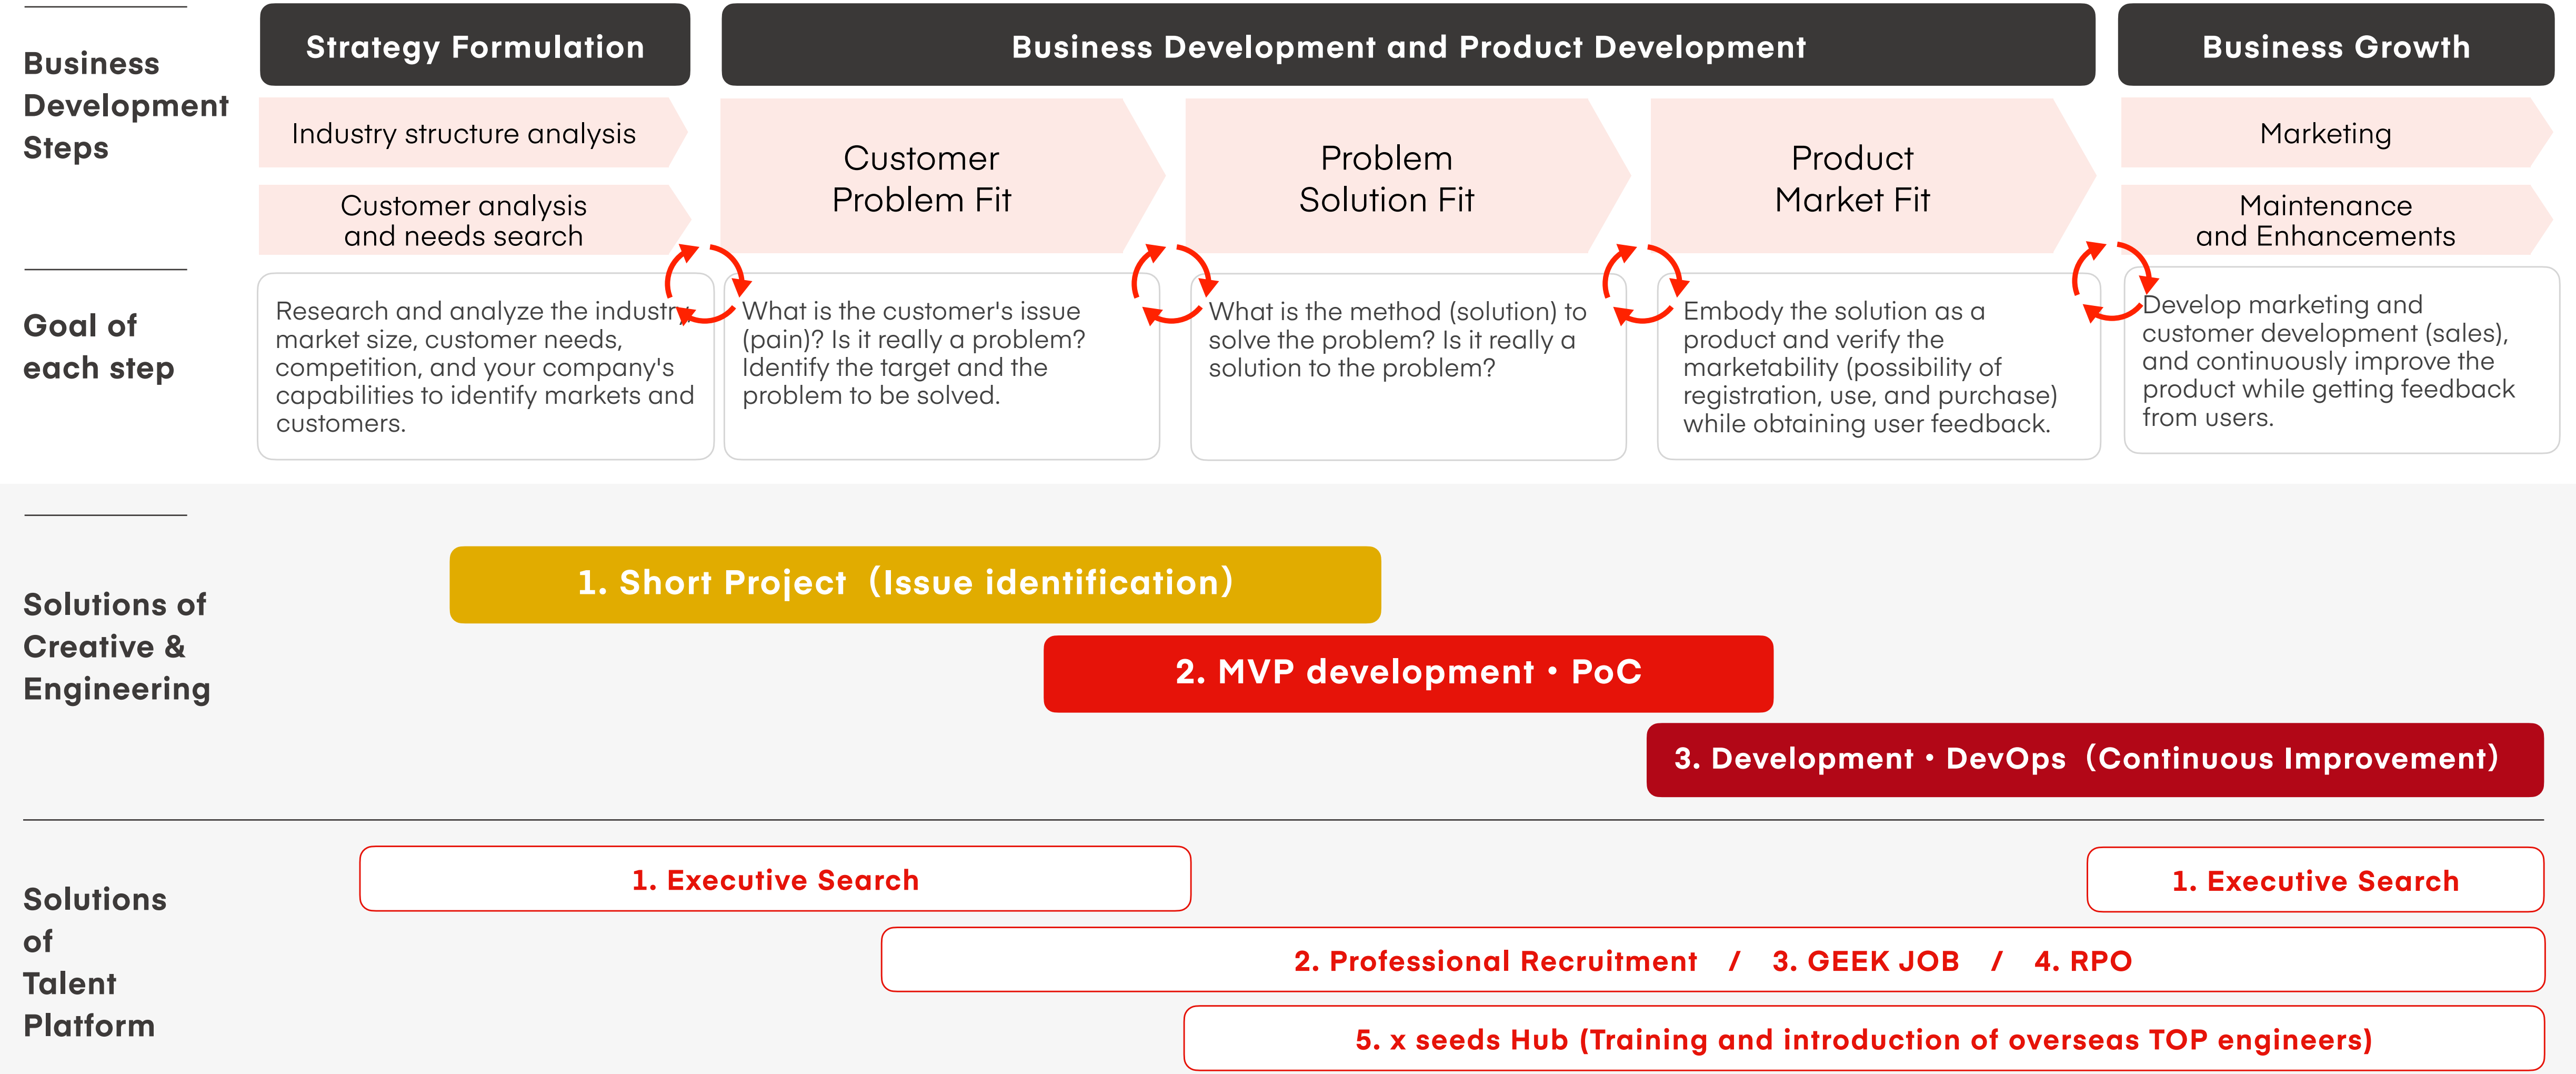 Business
Development
Steps
Strategy Formulation
Business Development and Product Development
Business Growth
Industry structure analysis
Customer analysis
and needs search
Customer
Problem Fit
Problem
Solution Fit
Product
Market Fit
Marketing
Maintenance
and Enhancements
Goal of
each step
Research and analyze the industry,
market size, customer needs,
competition, and your company's
capabilities to identify markets and
customers.
What is the customer's issue
(pain)? Is it really a problem?
Identify the target and the
problem to be solved.
What is the method (solution) to
solve the problem? Is it really a
solution to the problem?
Embody the solution as a
product and verify the
marketability (possibility of
registration, use, and purchase)
while obtaining user feedback.
Develop marketing and
customer development (sales),
and continuously improve the
product while getting feedback
from users.
Solutions of
Creative &
Engineering
1. Short Project（Issue identification）
2. MVP development・PoC
3. Development・DevOps（Continuous Improvement）
Solutions
of
Talent
Platform
1. Executive Search
1. Executive Search
2. Professional Recruitment / 3. GEEK JOB / 4. RPO
5. x seeds Hub (Training and introduction of overseas TOP engineers)